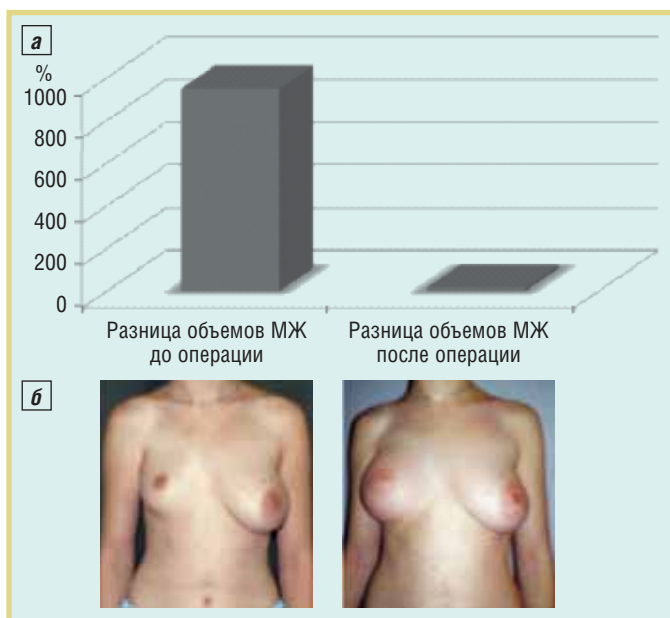 а
%
1000
800
600
400
200
0
Разница объемов МЖ
до операции
Разница объемов МЖ
после операции
б